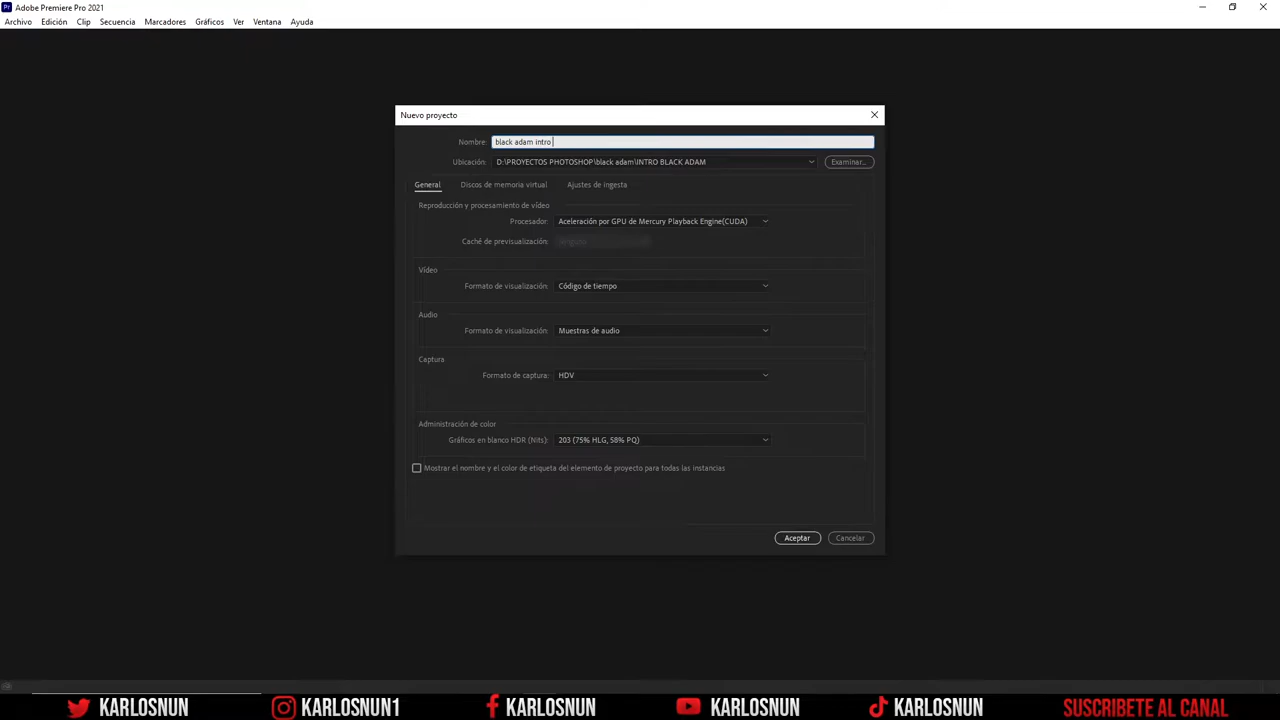 Adobe Premiere Pro 2021
Archivo Edición Clip Secuencia Marcadores Gráficos Ver Ventana Ayuda
Nuevo proyecto
Nombre: black adam intro
Ubicación: D:\PROYECTOS PHOTOSHOP\black adam\INTRO BLACK ADAM Examinar...
General Discos de memoria virtual Ajustes de ingesta
Reproducción y procesamiento de vídeo
Procesador: Aceleración por GPU de Mercury Playback Engine(CUDA)
Caché de previsualización:
Vídeo
Formato de visualización: Código de tiempo
Audio
Formato de visualización: Muestras de audio
Captura
Formato de captura: HDV
Administración de color
Gráficos en blanco HDR (Nits): 203 (75% HLG, 58% PQ)
Mostrar el nombre y el color de etiqueta del elemento de proyecto para todas las instancias
Aceptar Cancelar
KARLOSNUN KARLOSNUN1 KARLOSNUN KARLOSNUN KARLOSNUN SUSCRIBETE AL CANAL